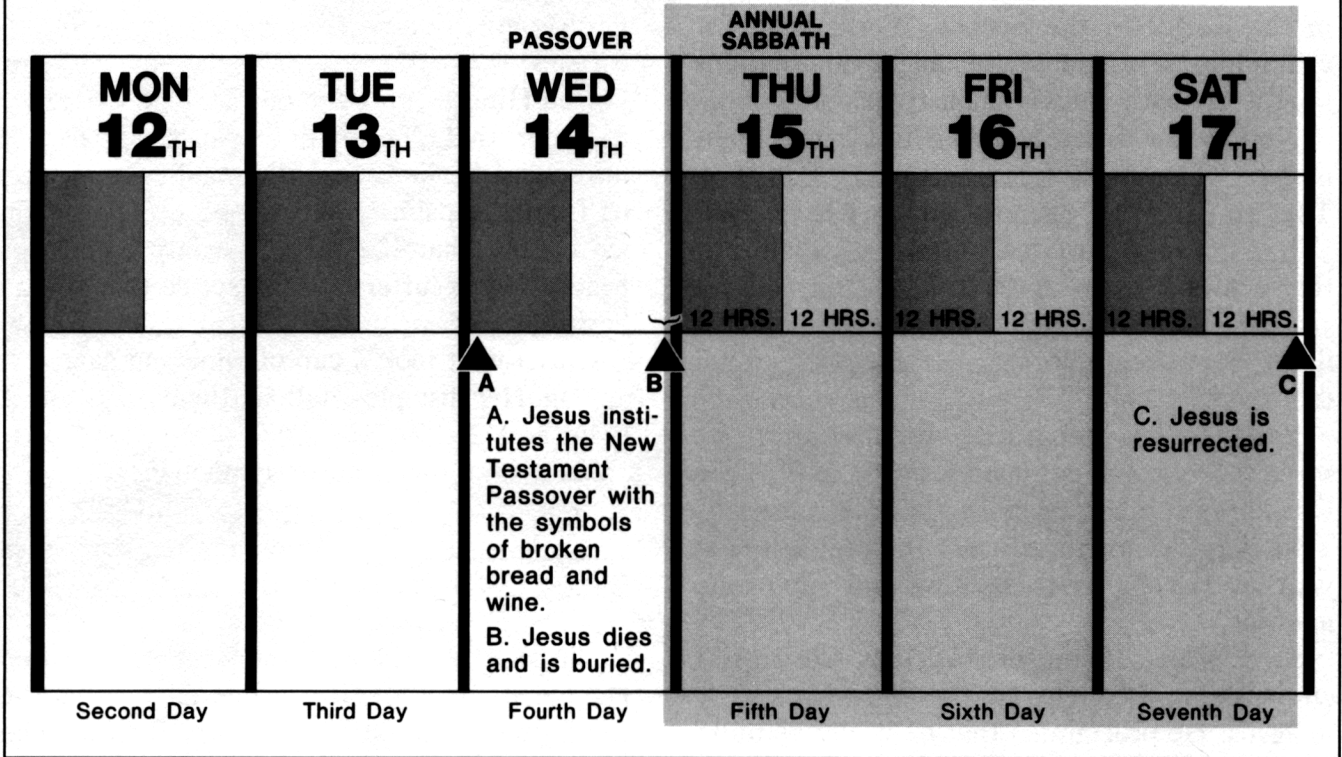 ANNUAL
PASSOVER SABBATH
MON TUE WED THU FRI SAT
12TH 13TH 14TH 15TH 16TH 17TH
12 HRS. 12 HRS. 12 HRS. 12 HRS. 12 HRS. 12 HRS.
A B C
A. Jesus insti-
tutes the New
Testament
Passover with
the symbols
of broken
bread and
wine.
B. Jesus dies
and is buried.
C. Jesus is
resurrected.
Second Day Third Day Fourth Day Fifth Day Sixth Day Seventh Day